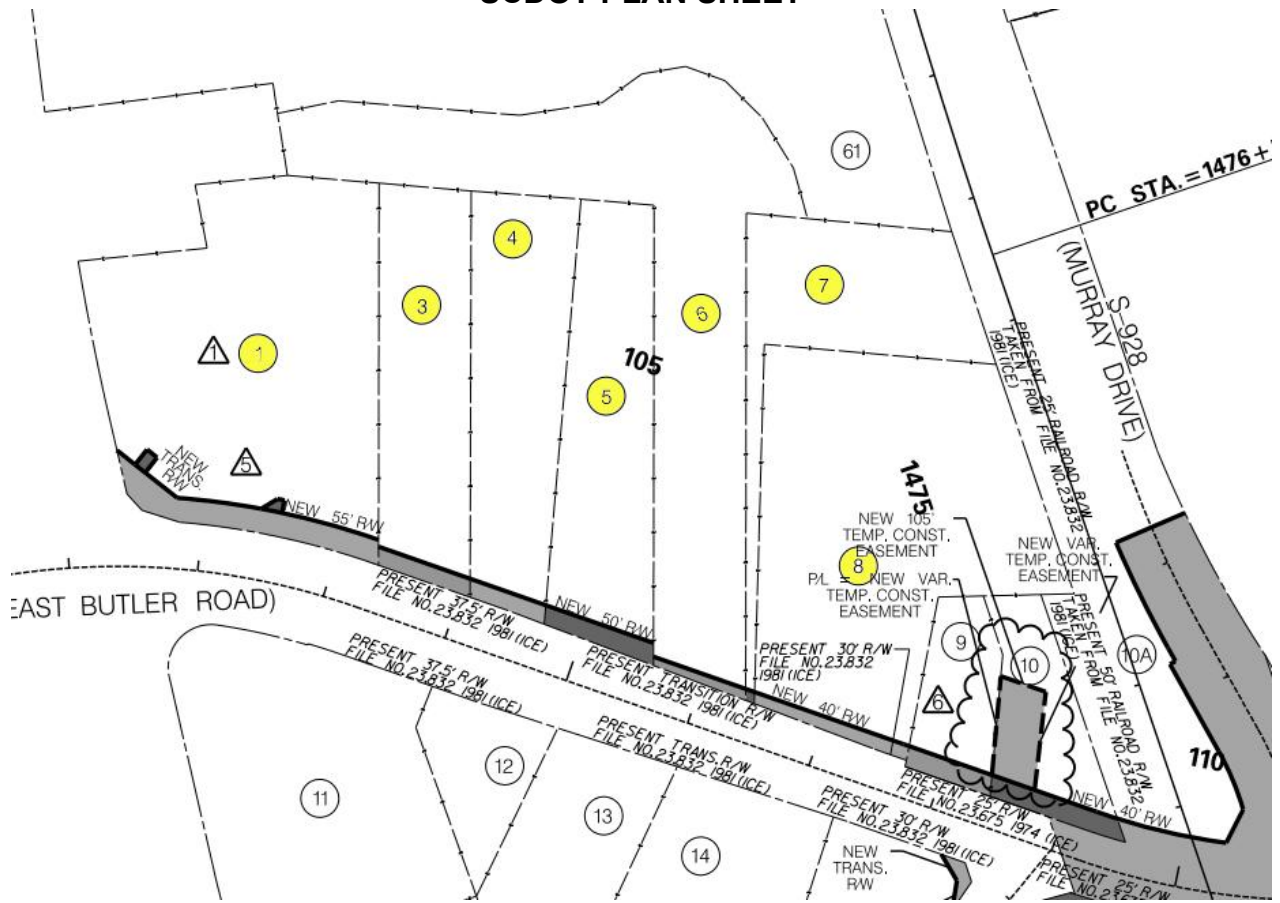 SCDOT PLAN SHEET
61
PC STA. = 1476+
S-928
(MURRAY DRIVE)
4
7
3
6
1
1
105
5
PRESENT 25' RAILROAD R/W
TAKEN FROM FILE NO.23.832
1981 (ICE)
NEW
TRANS.
R/W
5
1475
NEW 55' R/W
NEW 105'
TEMP. CONST.
EASEMENT
NEW VAR.
TEMP. CONST.
EASEMENT
8
P/L = NEW VAR.
TEMP. CONST.
EASEMENT
EAST BUTLER ROAD)
PRESENT 37.5' R/W
FILE NO.23.832 1981 (ICE)
NEW 50' R/W
PRESENT 50' RAILROAD R/W
TAKEN FROM FILE NO.23.832
1981 (ICE)
9
10
10A
PRESENT 37.5' R/W
FILE NO.23.832 1981 (ICE)
PRESENT TRANSITION R/W
FILE NO.23.832 1981 (ICE)
PRESENT 30' R/W
FILE NO.23.832
1981 (ICE)
NEW 40' R/W
6
110
PRESENT TRANS. R/W
FILE NO.23.832 1981 (ICE)
12
11
13
14
PRESENT 25' R/W
FILE NO.23.675 1974 (ICE)
NEW 40' R/W
PRESENT 30' R/W
FILE NO.23.832 1981 (ICE)
NEW
TRANS.
R/W
PRESENT 25' R/W
FILE NO.23.67